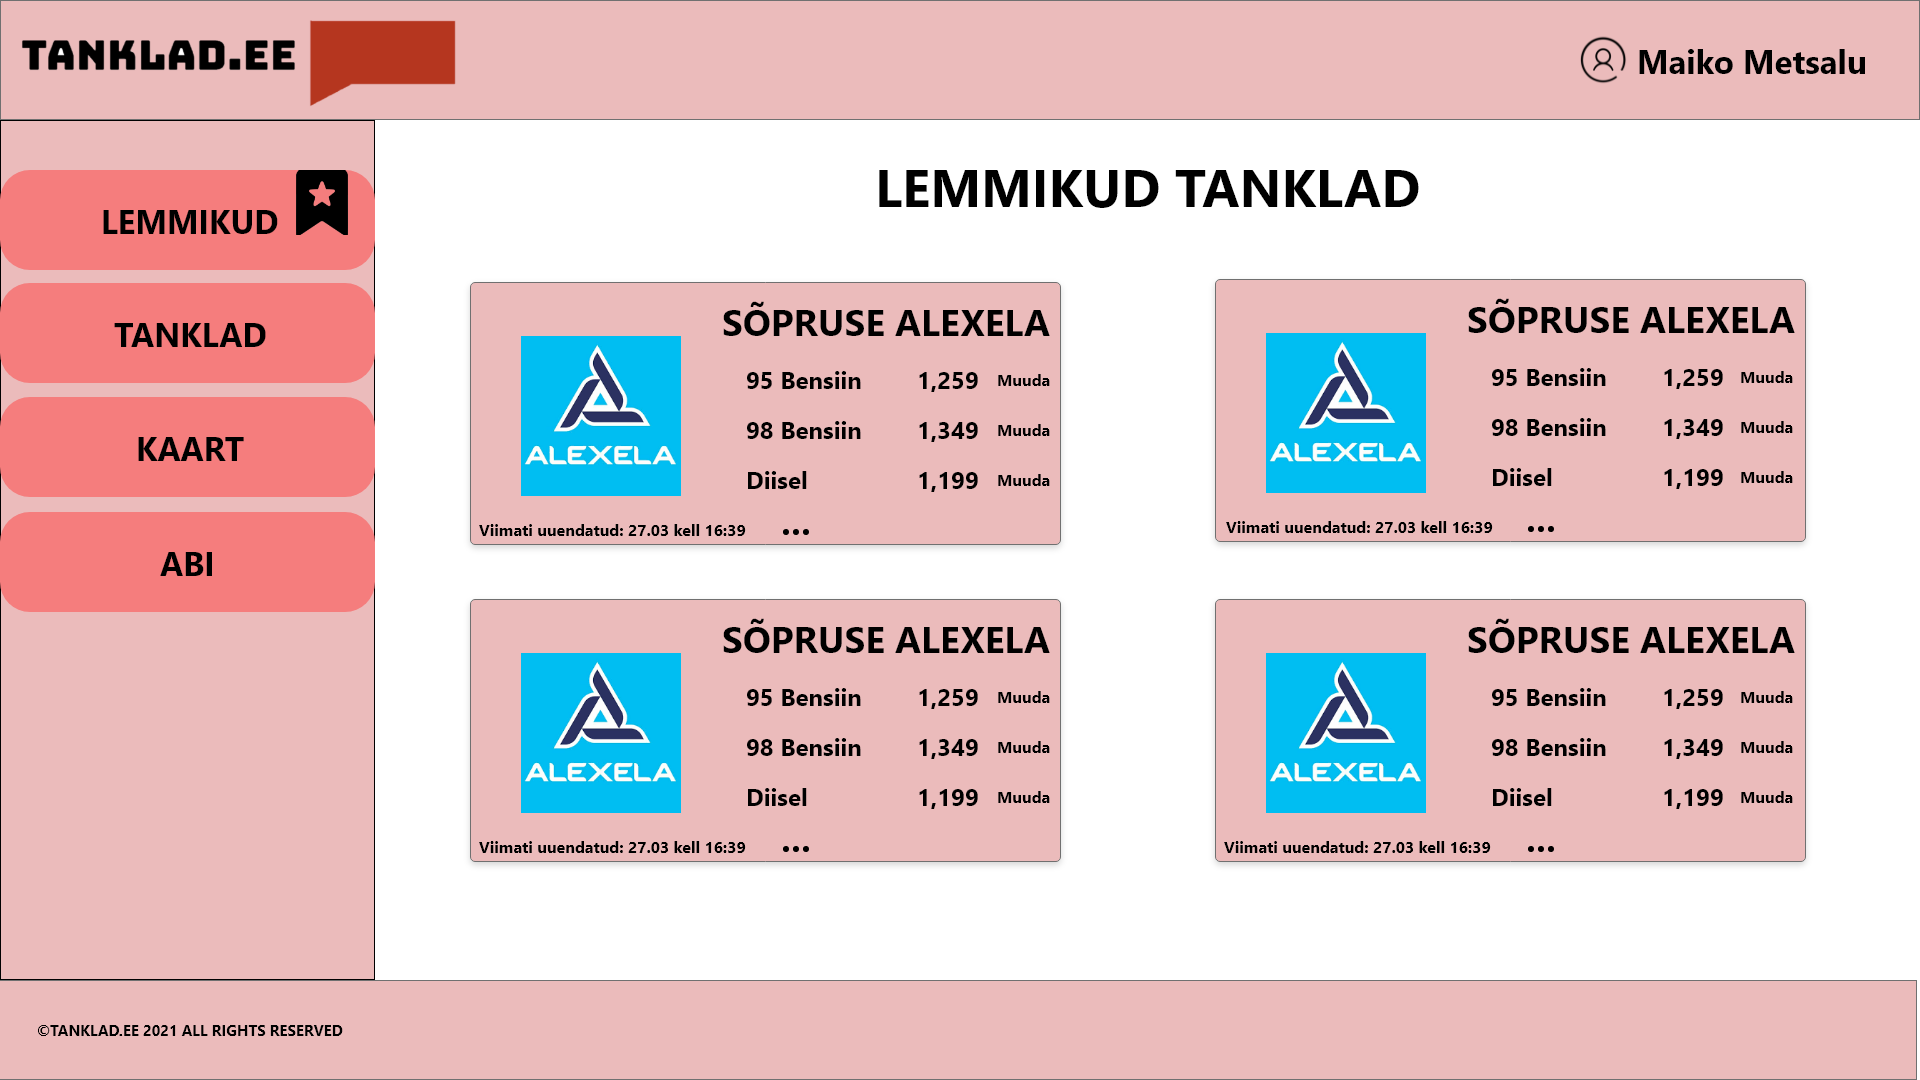 TANKLAD.EE
Maiko Metsalu
LEMMIKUD
TANKLAD
KAART
ABI
LEMMIKUD TANKLAD
SÕPRUSE ALEXELA
ALEXELA
95 Bensiin 1,259 Muuda
98 Bensiin 1,349 Muuda
Diisel 1,199 Muuda
Viimati uuendatud: 27.03 kell 16:39
SÕPRUSE ALEXELA
ALEXELA
95 Bensiin 1,259 Muuda
98 Bensiin 1,349 Muuda
Diisel 1,199 Muuda
Viimati uuendatud: 27.03 kell 16:39
SÕPRUSE ALEXELA
ALEXELA
95 Bensiin 1,259 Muuda
98 Bensiin 1,349 Muuda
Diisel 1,199 Muuda
Viimati uuendatud: 27.03 kell 16:39
SÕPRUSE ALEXELA
ALEXELA
95 Bensiin 1,259 Muuda
98 Bensiin 1,349 Muuda
Diisel 1,199 Muuda
Viimati uuendatud: 27.03 kell 16:39
©TANKLAD.EE 2021 ALL RIGHTS RESERVED